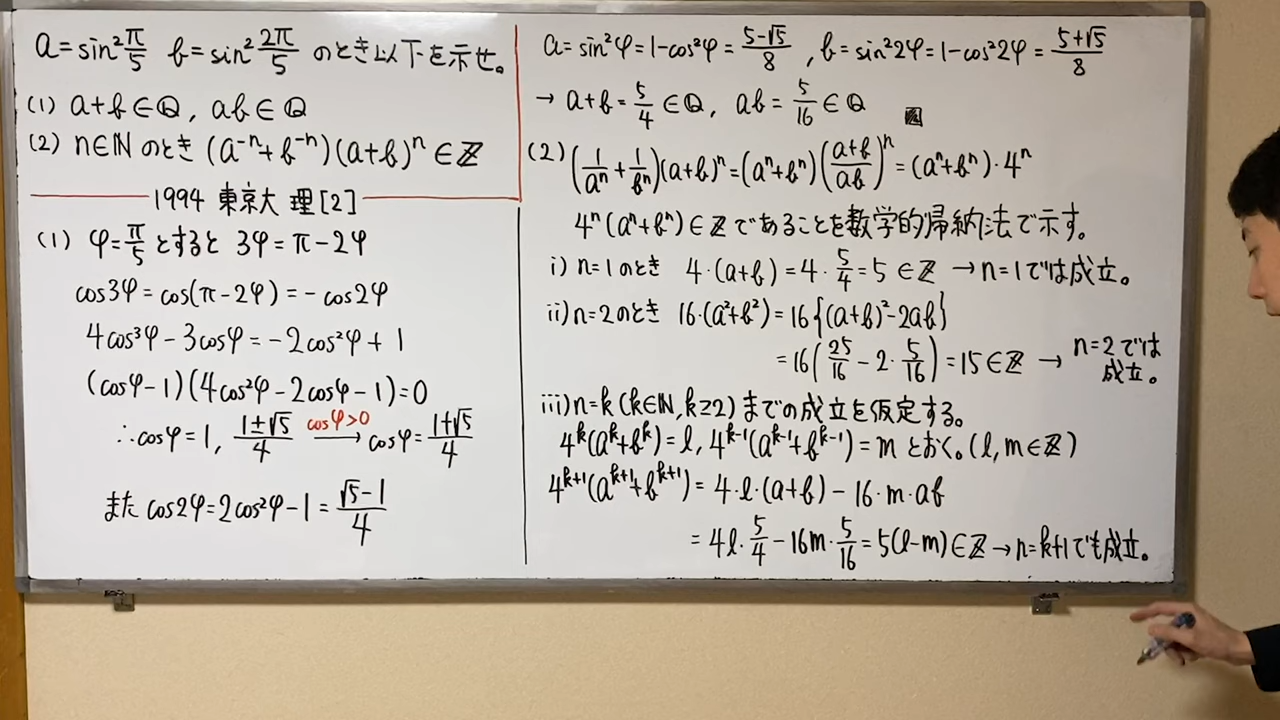 a=sin²π/5 b=sin²2π/5 のとき以下を示せ。
(1) a+b∈ℚ, ab∈ℚ
(2) n∈ℕのとき (a⁻ⁿ+b⁻ⁿ)(a+b)ⁿ∈ℤ
1994 東京大 理[2]
(1) φ=π/5とすると 3φ=π-2φ
cos3φ=cos(π-2φ)=-cos2φ
4cos³φ-3cosφ=-2cos²φ+1
(cosφ-1)(4cos²φ-2cosφ-1)=0
cosφ>0
∴cosφ=1, (1±√5)/4 → cosφ=(1+√5)/4
また cos2φ=2cos²φ-1=(√5-1)/4
a=sin²φ=1-cos²φ=(5-√5)/8, b=sin²2φ=1-cos²2φ=(5+√5)/8
→ a+b=5/4∈ℚ, ab=5/16∈ℚ
(2) (1/aⁿ+1/bⁿ)(a+b)ⁿ=(aⁿ+bⁿ)((a+b)/ab)ⁿ=(aⁿ+bⁿ)·4ⁿ
4ⁿ(aⁿ+bⁿ)∈ℤであることを数学的帰納法で示す。
i) n=1のとき 4·(a+b)=4·5/4=5∈ℤ →n=1では成立。
ii)n=2のとき 16·(a²+b²)=16{(a+b)²-2ab}
=16(25/16-2·5/16)=15∈ℤ → n=2では成立。
iii)n=k(k∈ℕ,k≥2)までの成立を仮定する。
4ᵏ(aᵏ+bᵏ)=l, 4ᵏ⁻¹(aᵏ⁻¹+bᵏ⁻¹)=m とおく。(l,m∈ℤ)
4ᵏ⁺¹(aᵏ⁺¹+bᵏ⁺¹)=4·l·(a+b)-16·m·ab
=4l·5/4-16m·5/16=5(l-m)∈ℤ→n=k+1でも成立。